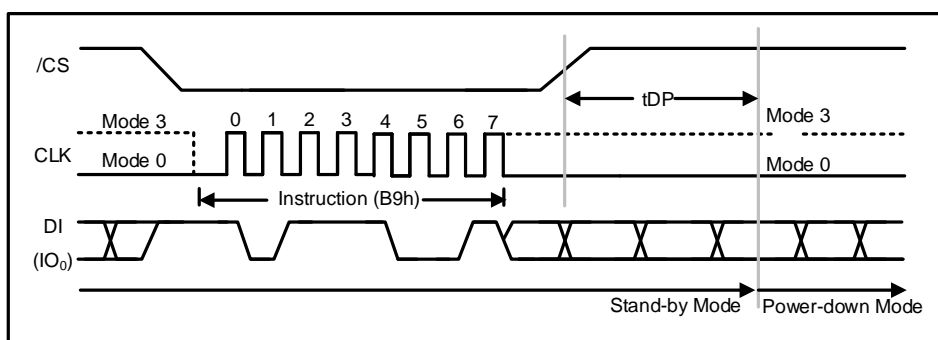 /CS
tDP
Mode 3
0 1 2 3 4 5 6 7
Mode 3
CLK
Mode 0
Mode 0
Instruction (B9h)
DI
(IO₀)
Stand-by Mode
Power-down Mode